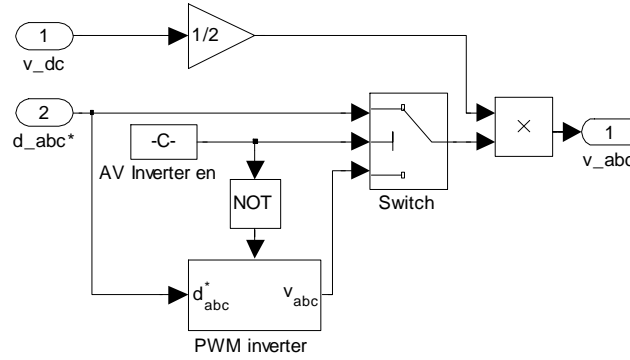 1
v_dc
1/2
2
d_abc*
-C-
AV Inverter en
NOT
d*abc
vabc
PWM inverter
Switch
×
1
v_abc